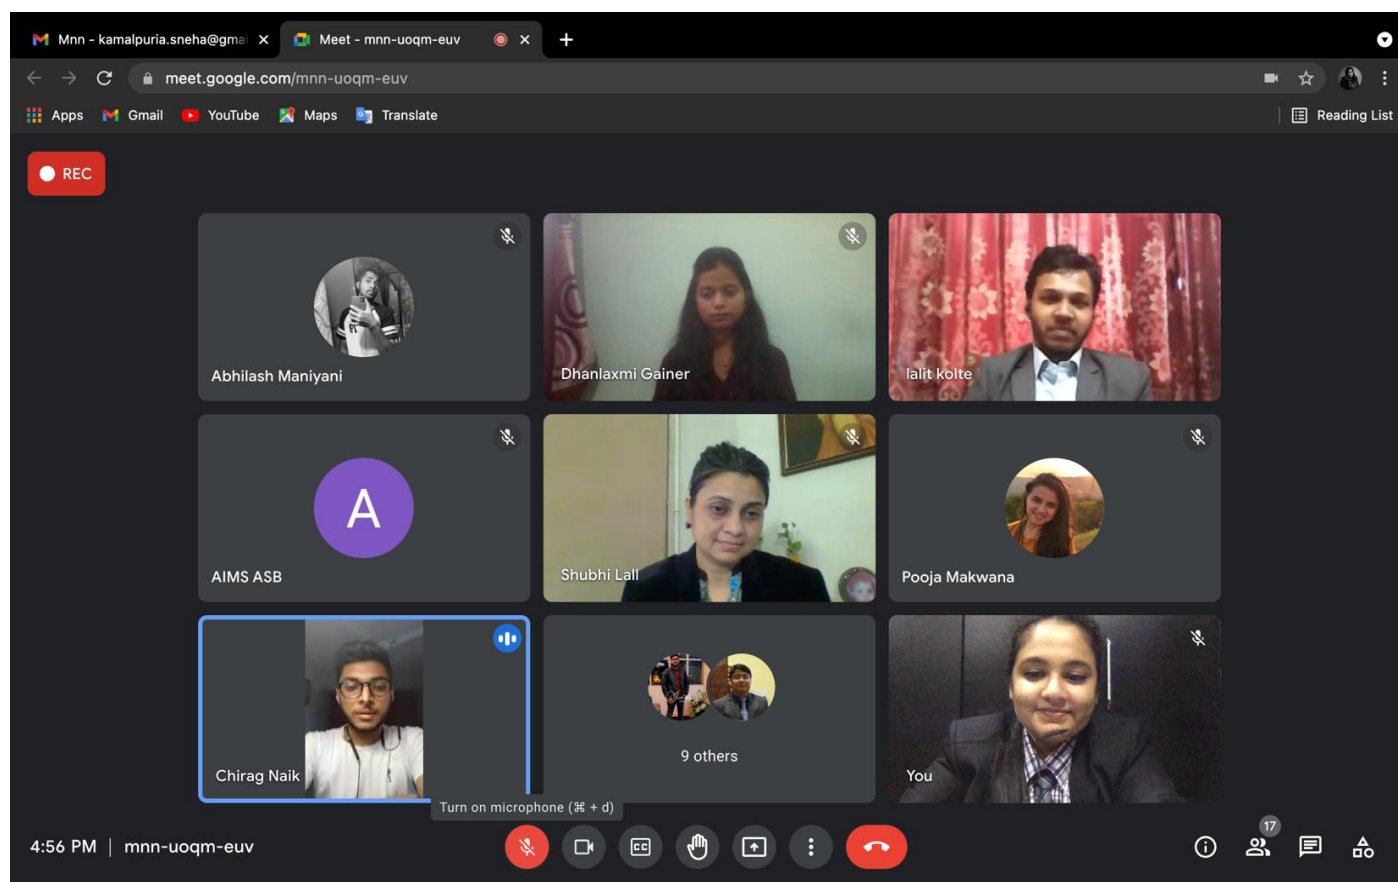 Mnn - kamalpuria.sneha@gmai
Meet - mnn-uoqm-euv
meet.google.com/mnn-uoqm-euv
Apps Gmail YouTube Maps Translate Reading List
REC
Abhilash Maniyani
Dhanlaxmi Gainer
lalit kolte
A
AIMS ASB
Shubhi Lall
Pooja Makwana
Chirag Naik
9 others
You
Turn on microphone (⌘ + d)
4:56 PM | mnn-uoqm-euv
CC
17